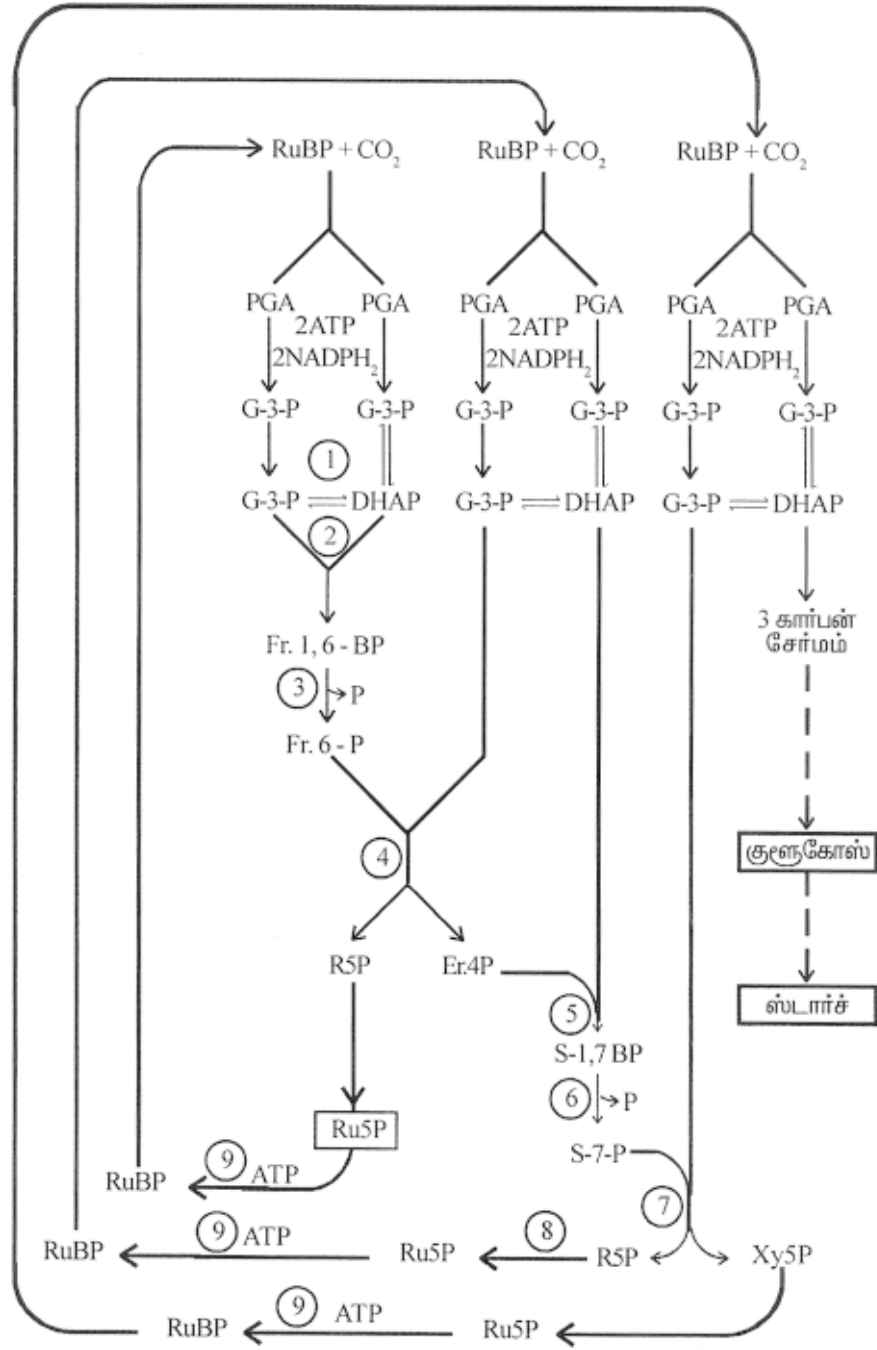 RuBP + CO₂ RuBP + CO₂ RuBP + CO₂
PGA PGA PGA PGA PGA PGA
2ATP 2ATP 2ATP
2NADPH₂ 2NADPH₂ 2NADPH₂
G-3-P G-3-P G-3-P G-3-P G-3-P G-3-P
1
G-3-P DHAP G-3-P DHAP G-3-P DHAP
2
3 கார்பன்
சேர்மம்
Fr. 1, 6 - BP
3 P
Fr. 6 - P
4 குளுகோஸ்
R5P Er.4P
ஸ்டார்ச்
5
S-1,7 BP
6 P
Ru5P
S-7-P
9 ATP
RuBP
7
9 ATP 8
RuBP Ru5P R5P Xy5P
9 ATP
RuBP Ru5P